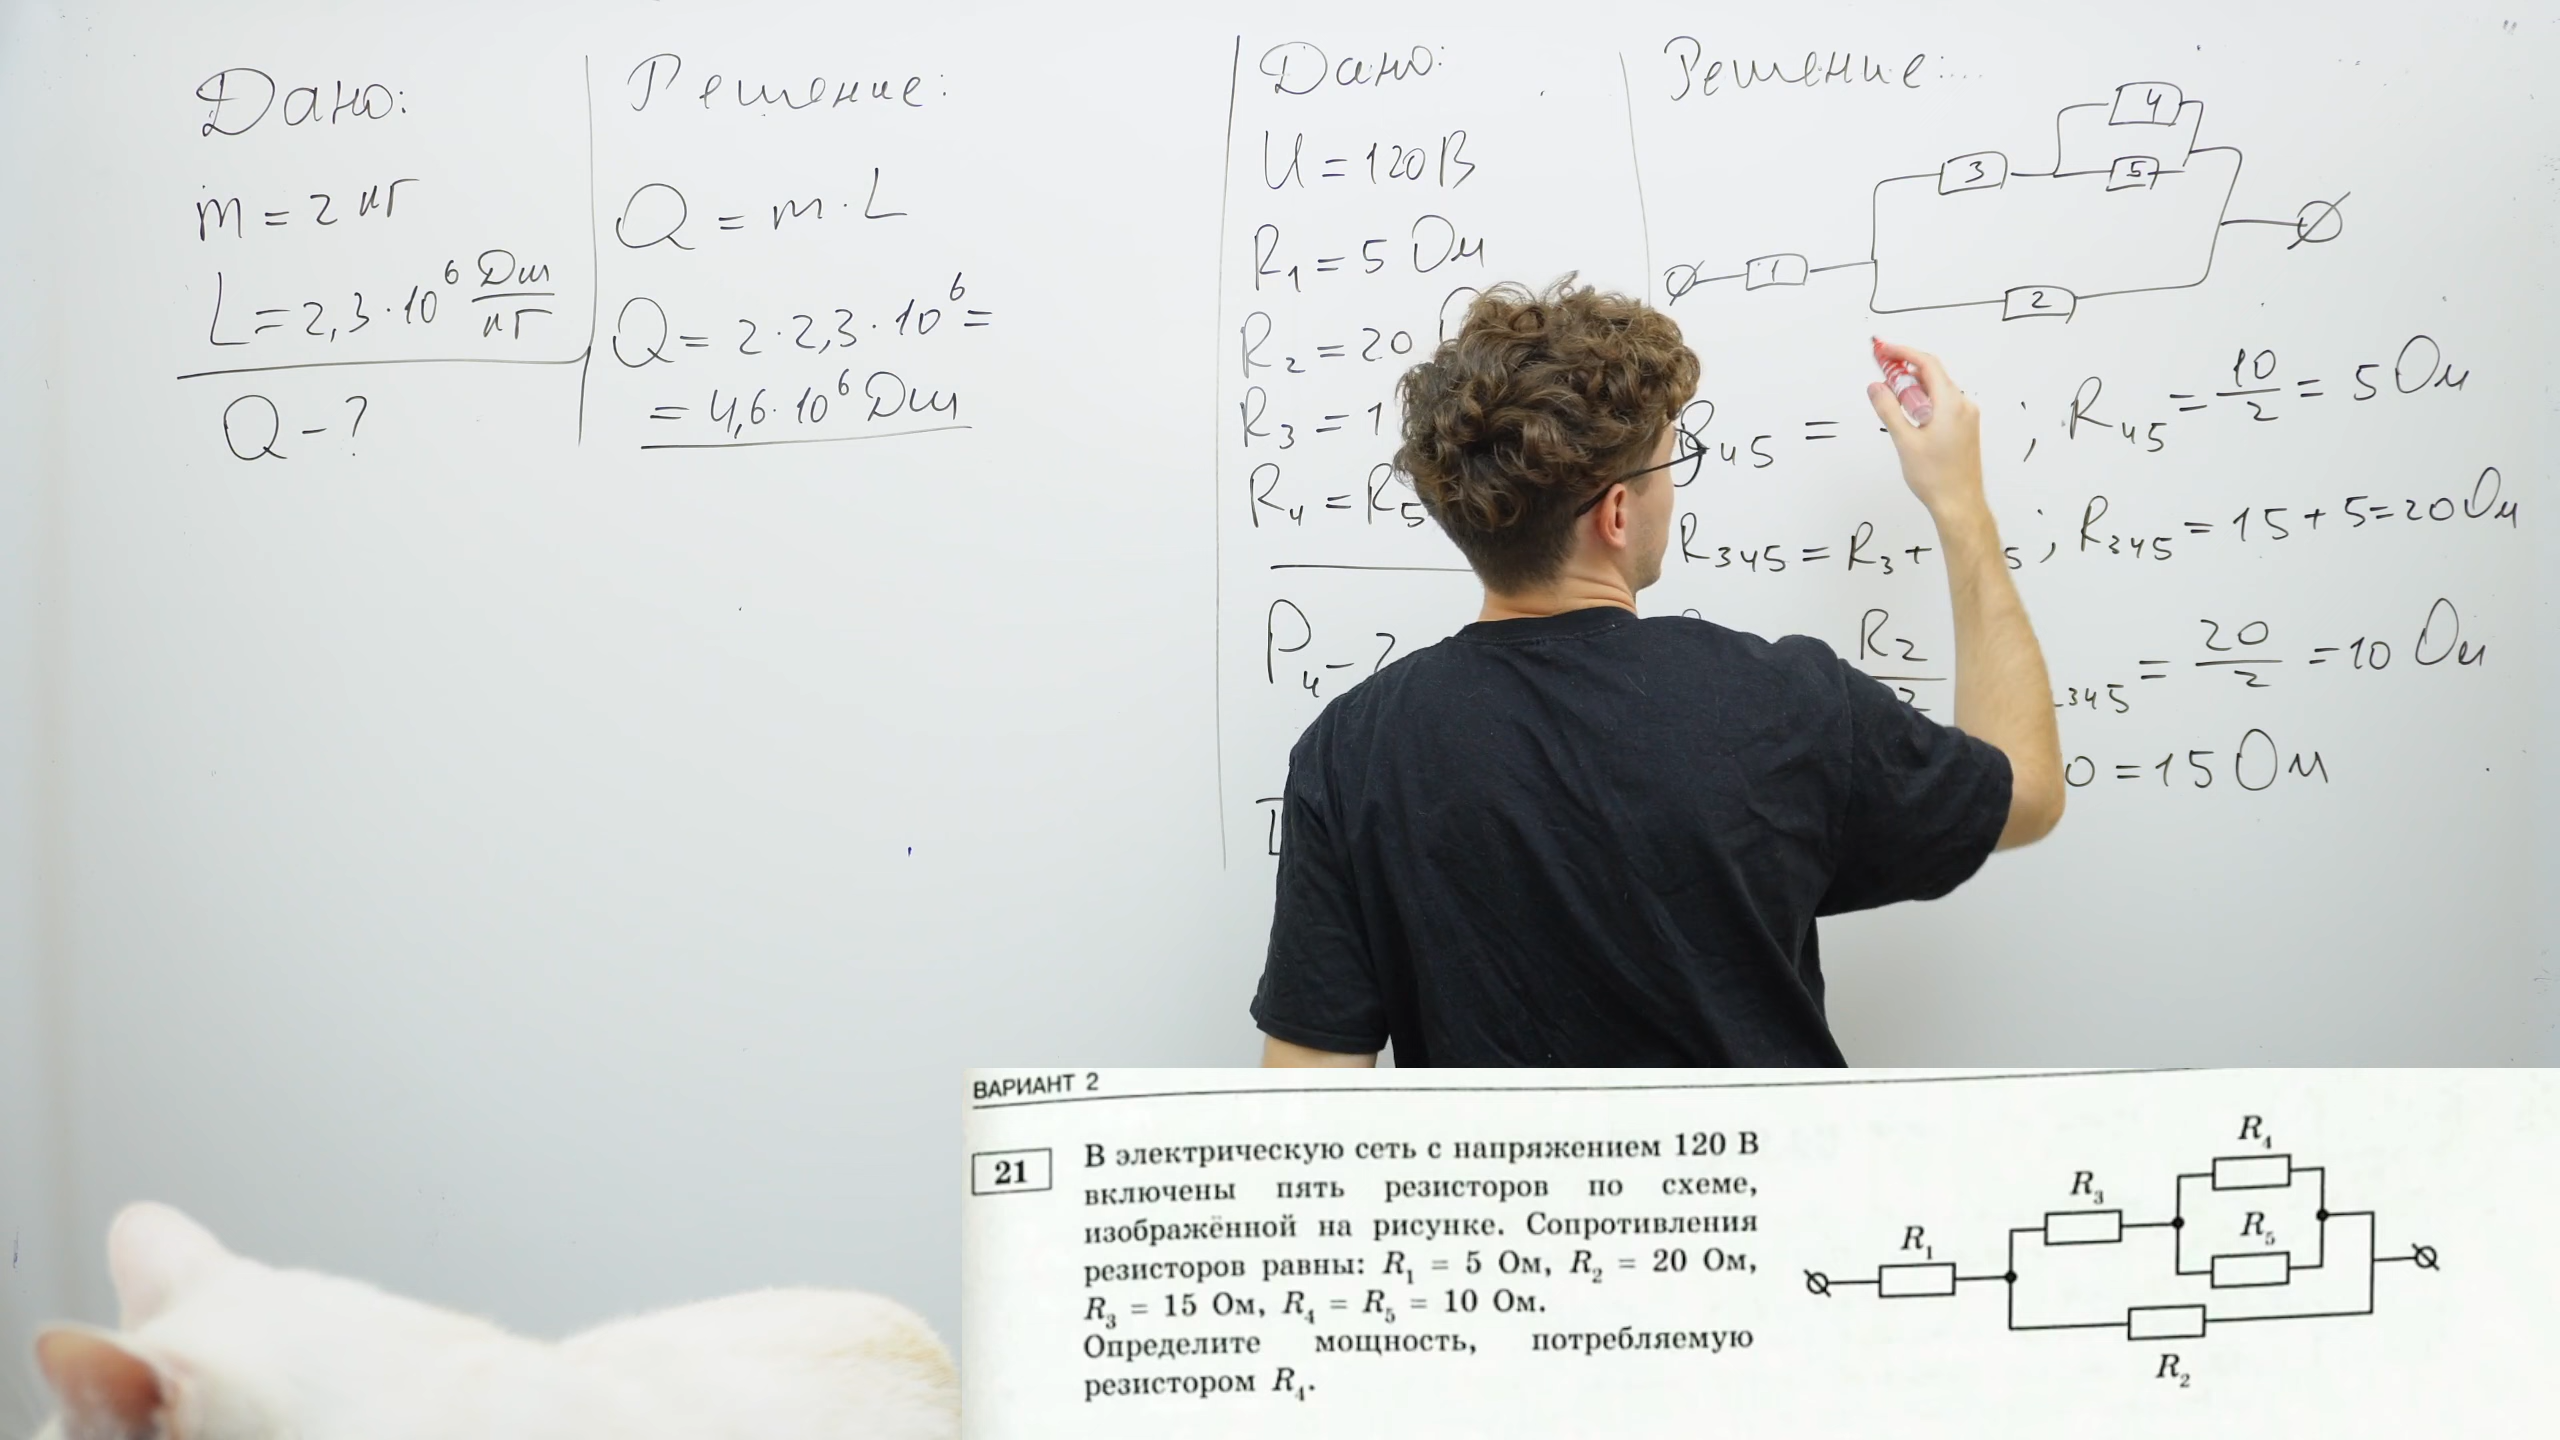 Дано:
m = 2 кг
L = 2,3 · 10⁶ Дж/кг
Q – ?
Решение:
Q = m · L
Q = 2 · 2,3 · 10⁶ =
= 4,6 · 10⁶ Дж
Дано:
U = 120 В
R₁ = 5 Ом
R₂ = 20
R₃ = 1
R₄ = R₅
P₄ – ?
Решение:
4
3
5
1
2
R₄₅ = ; R₄₅ = 10/2 = 5 Ом
R₃₄₅ = R₃ + ₅; R₃₄₅ = 15 + 5 = 20 Ом
R₂/2 ₃₄₅ = 20/2 = 10 Ом
0 = 15 Ом
ВАРИАНТ 2
21
В электрическую сеть с напряжением 120 В
включены пять резисторов по схеме,
изображённой на рисунке. Сопротивления
резисторов равны: R₁ = 5 Ом, R₂ = 20 Ом,
R₃ = 15 Ом, R₄ = R₅ = 10 Ом.
Определите мощность, потребляемую
резистором R₄.
R₄
R₃
R₅
R₁
R₂